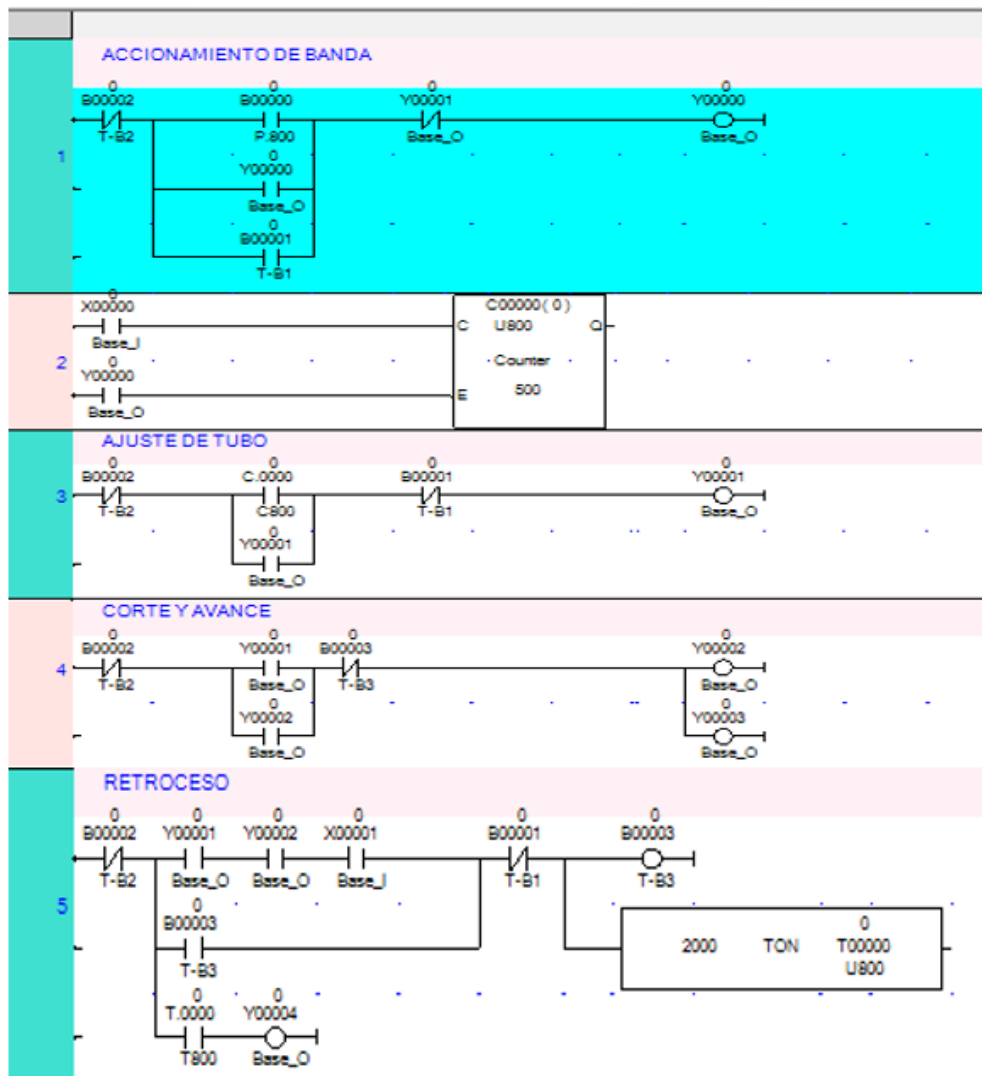 ACCIONAMIENTO DE BANDA
0 0 0 0
B00002 B00000 Y00001 Y00000
T-B2 P.800 Base_O Base_O
1
0
Y00000
Base_O
0
B00001
T-B1
0
X00000
Base_I
C00000( 0 )
C U800 Q
2
Counter
0
Y00000
Base_O
E 500
AJUSTE DE TUBO
0 0 0 0
B00002 C.0000 B00001 Y00001
3
T-B2 C800 T-B1 Base_O
0
Y00001
Base_O
CORTE Y AVANCE
0 0 0 0
B00002 Y00001 B00003 Y00002
4
T-B2 Base_O T-B3 Base_O
0 0
Y00002 Y00003
Base_O Base_O
RETROCESO
0 0 0 0 0 0
B00002 Y00001 Y00002 X00001 B00001 B00003
T-B2 Base_O Base_O Base_I T-B1 T-B3
5
0
B00003
T-B3
0
2000 TON T00000
U800
0 0
T.0000 Y00004
T800 Base_O